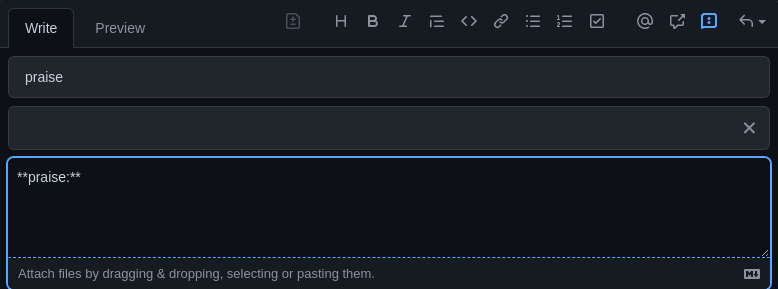 Write Preview
praise
**praise:**
Attach files by dragging & dropping, selecting or pasting them.